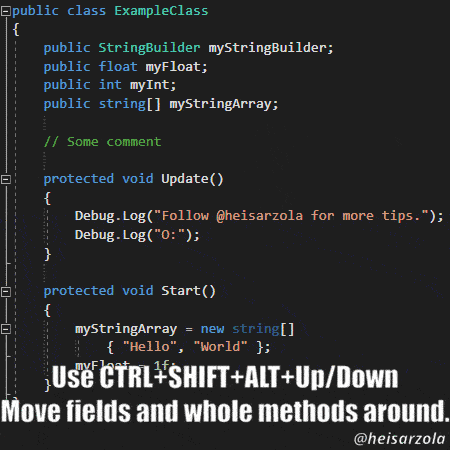 public class ExampleClass
{
public StringBuilder myStringBuilder;
public float myFloat;
public int myInt;
public string[] myStringArray;
// Some comment
protected void Update()
{
Debug.Log("Follow @heisarzola for more tips.");
Debug.Log("O:");
}
protected void Start()
{
myStringArray = new string[]
{ "Hello", "World" };
myFloat = 1f;
}
Use CTRL+SHIFT+ALT+Up/Down
Move fields and whole methods around.
@heisarzola